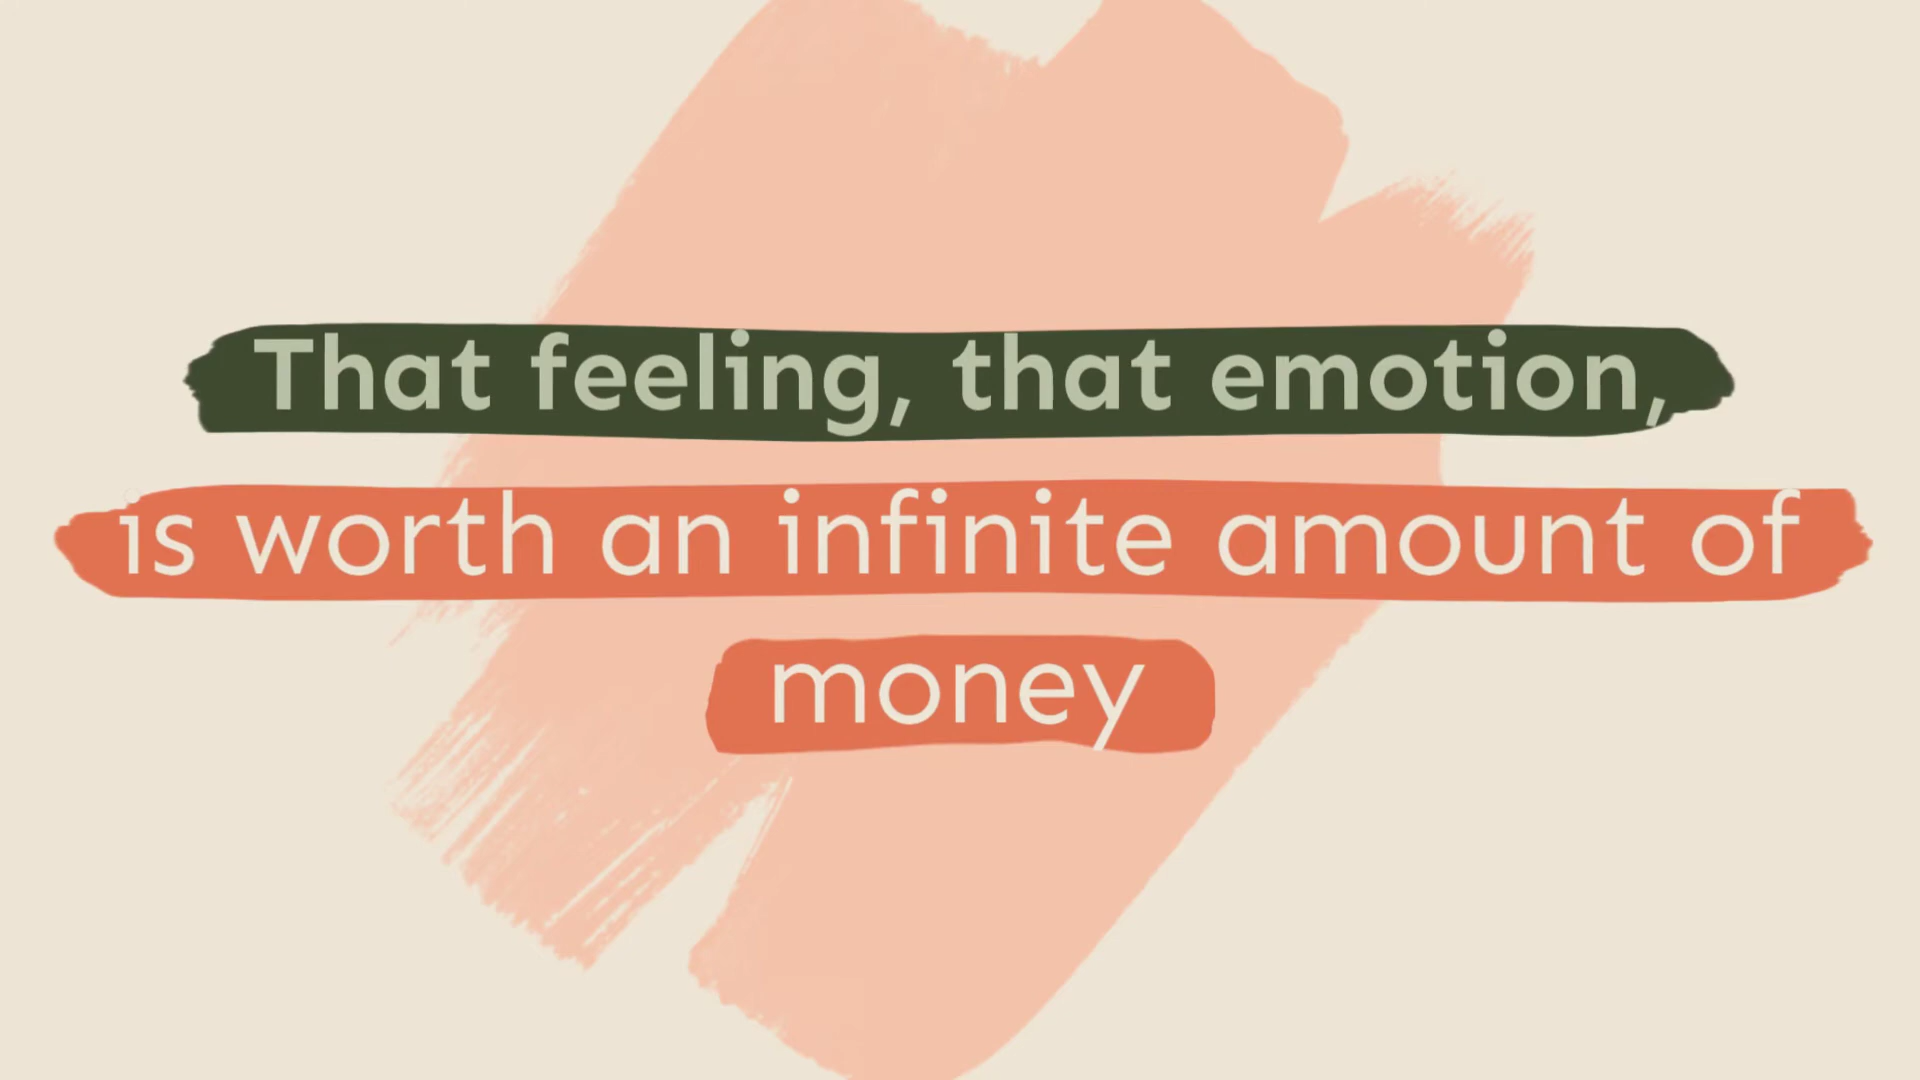 That feeling, that emotion,
is worth an infinite amount of
money